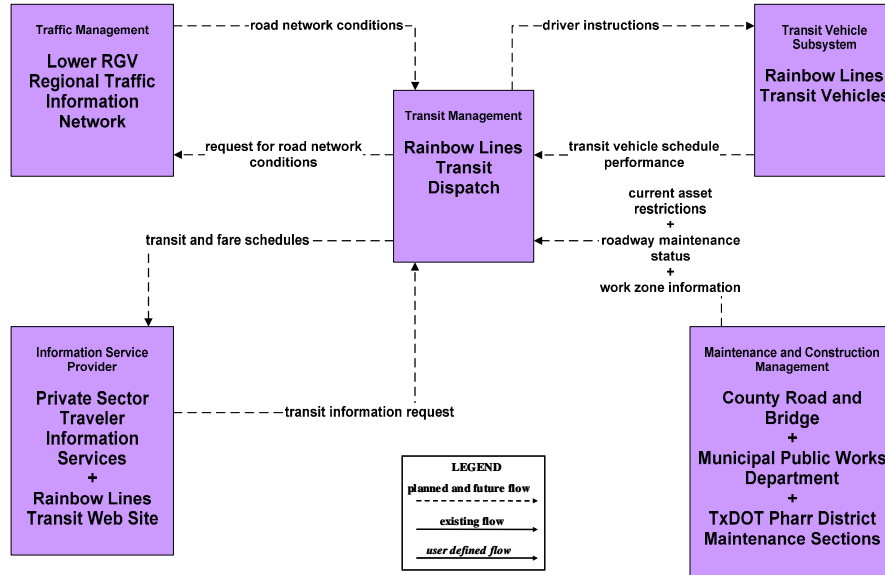 Traffic Management
Lower RGV
Regional Traffic
Information
Network
road network conditions
request for road network
conditions
Transit Management
Rainbow Lines
Transit
Dispatch
driver instructions
transit vehicle schedule
performance
Transit Vehicle
Subsystem
Rainbow Lines
Transit Vehicles
current asset
restrictions
+
roadway maintenance
status
+
work zone information
transit and fare schedules
Information Service
Provider
Private Sector
Traveler
Information
Services
+
Rainbow Lines
Transit Web Site
transit information request
Maintenance and Construction
Management
County Road and
Bridge
+
Municipal Public Works
Department
+
TxDOT Pharr District
Maintenance Sections
LEGEND
planned and future flow
existing flow
user defined flow